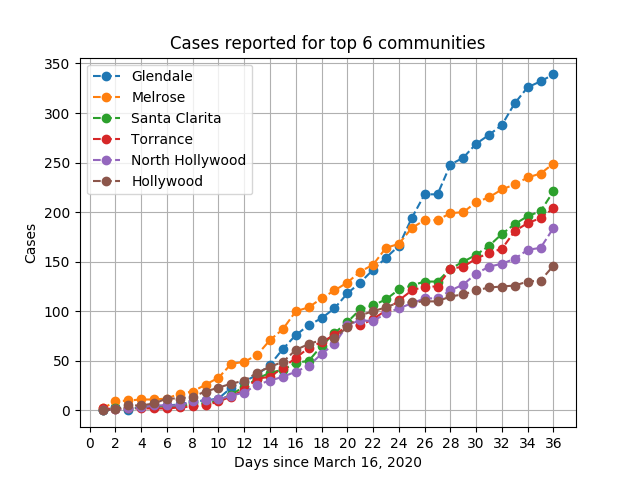 Cases reported for top 6 communities
350
300
250
200
150
100
50
0
Cases
Glendale
Melrose
Santa Clarita
Torrance
North Hollywood
Hollywood
0 2 4 6 8 10 12 14 16 18 20 22 24 26 28 30 32 34 36
Days since March 16, 2020